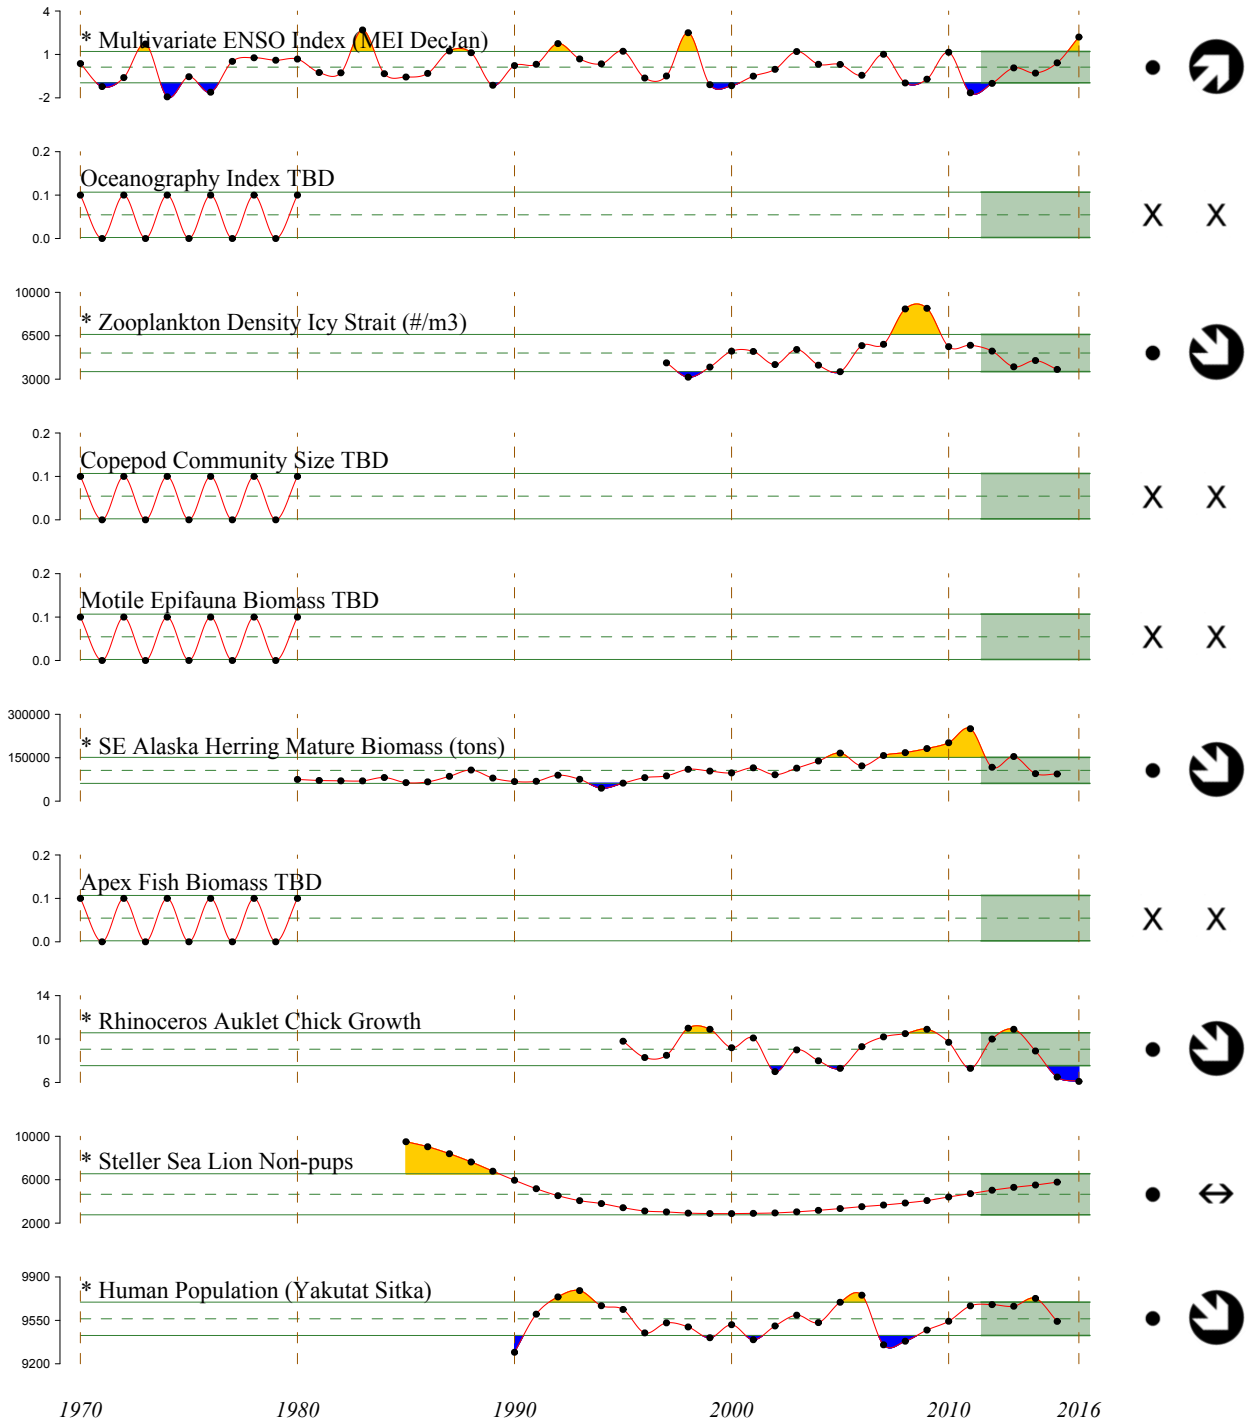 4
* Multivariate ENSO Index (MEI DecJan)
1
-2
0.2
Oceanography Index TBD
0.1
X X
0.0
10000
* Zooplankton Density Icy Strait (#/m3)
6500
3000
0.2
Copepod Community Size TBD
0.1
X X
0.0
0.2
Motile Epifauna Biomass TBD
0.1
X X
0.0
300000
* SE Alaska Herring Mature Biomass (tons)
150000
0
0.2
Apex Fish Biomass TBD
0.1
X X
0.0
14
* Rhinoceros Auklet Chick Growth
10
6
10000
* Steller Sea Lion Non-pups
6000
2000
9900
* Human Population (Yakutat Sitka)
9550
9200
1970 1980 1990 2000 2010 2016